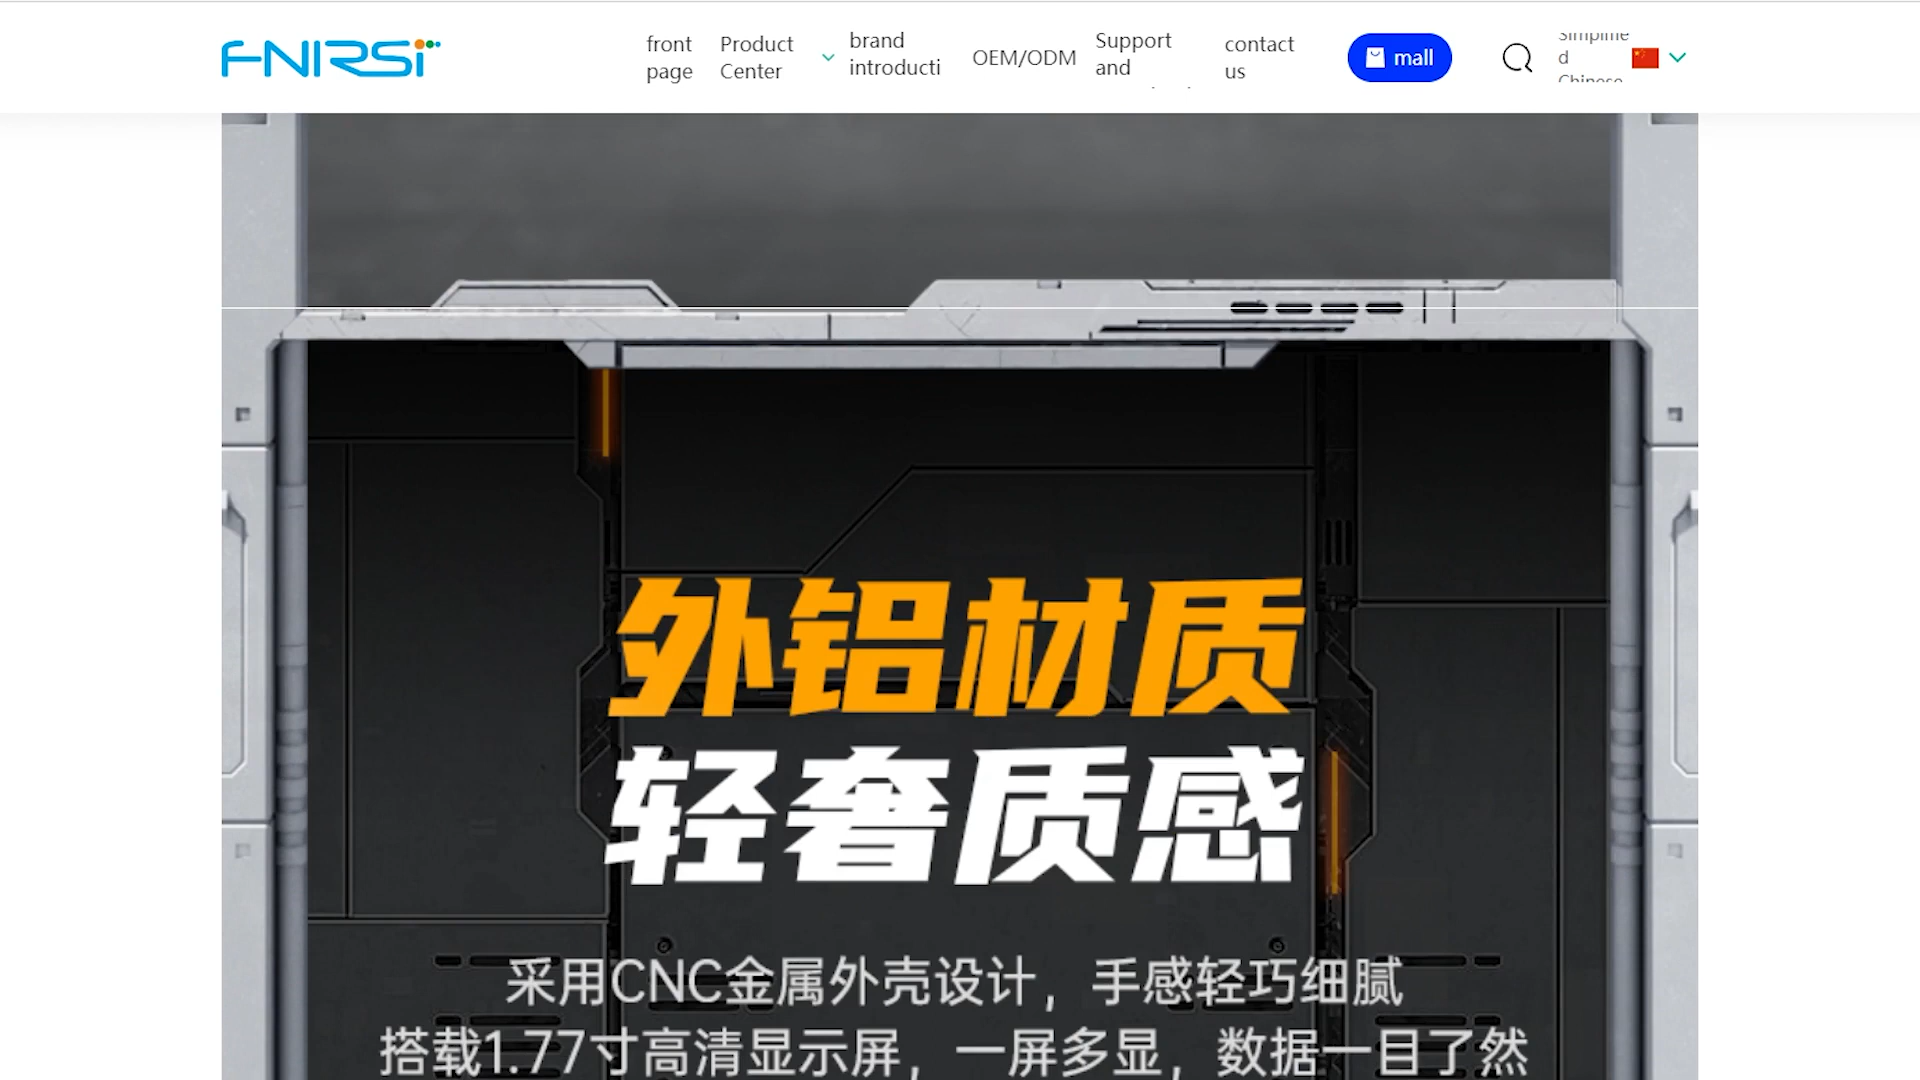 FNIRSI
front
page
Product
Center
brand
introducti
OEM/ODM
Support
and
contact
us
mall
Simplifie
d
Chinese
外铝材质
轻奢质感
采用CNC金属外壳设计，手感轻巧细腻
搭载1.77寸高清显示屏，一屏多显，数据一目了然